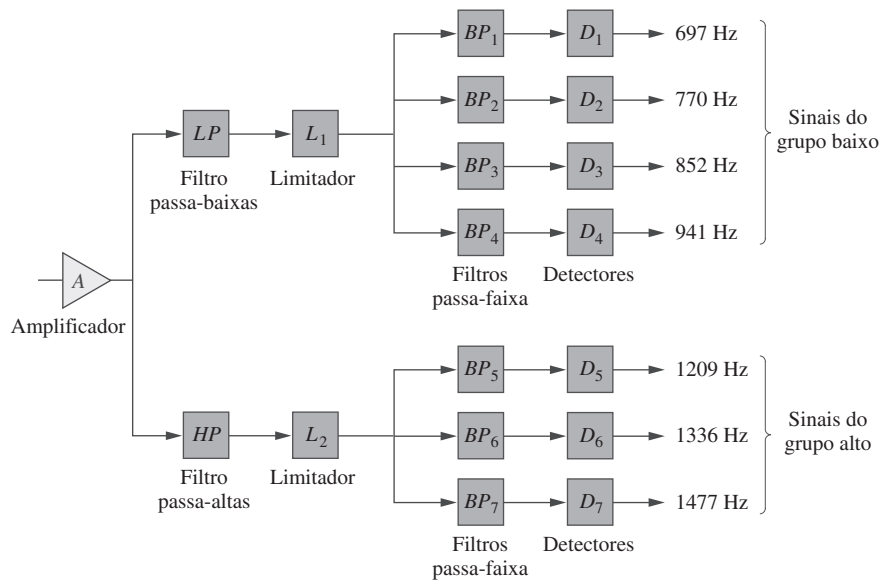 BP1 D1 697 Hz
BP2 D2 770 Hz
Sinais do
grupo baixo
LP L1
BP3 D3 852 Hz
Filtro
passa-baixas
Limitador
BP4 D4 941 Hz
Filtros
passa-faixa
Detectores
A
Amplificador
BP5 D5 1209 Hz
HP L2
BP6 D6 1336 Hz
Sinais do
grupo alto
Filtro
passa-altas
Limitador
BP7 D7 1477 Hz
Filtros
passa-faixa
Detectores